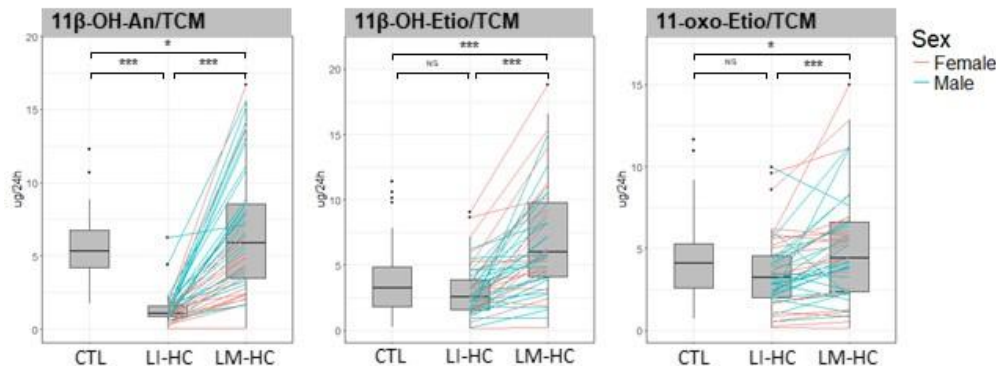 11β-OH-An/TCM
11β-OH-Etio/TCM
11-oxo-Etio/TCM
20
15
10
5
0
ug/24h
*
***
***
CTL
LI-HC
LM-HC
20
15
10
5
0
ug/24h
***
NS
***
CTL
LI-HC
LM-HC
15
10
5
0
ug/24h
*
NS
***
CTL
LI-HC
LM-HC
Sex
Female
Male